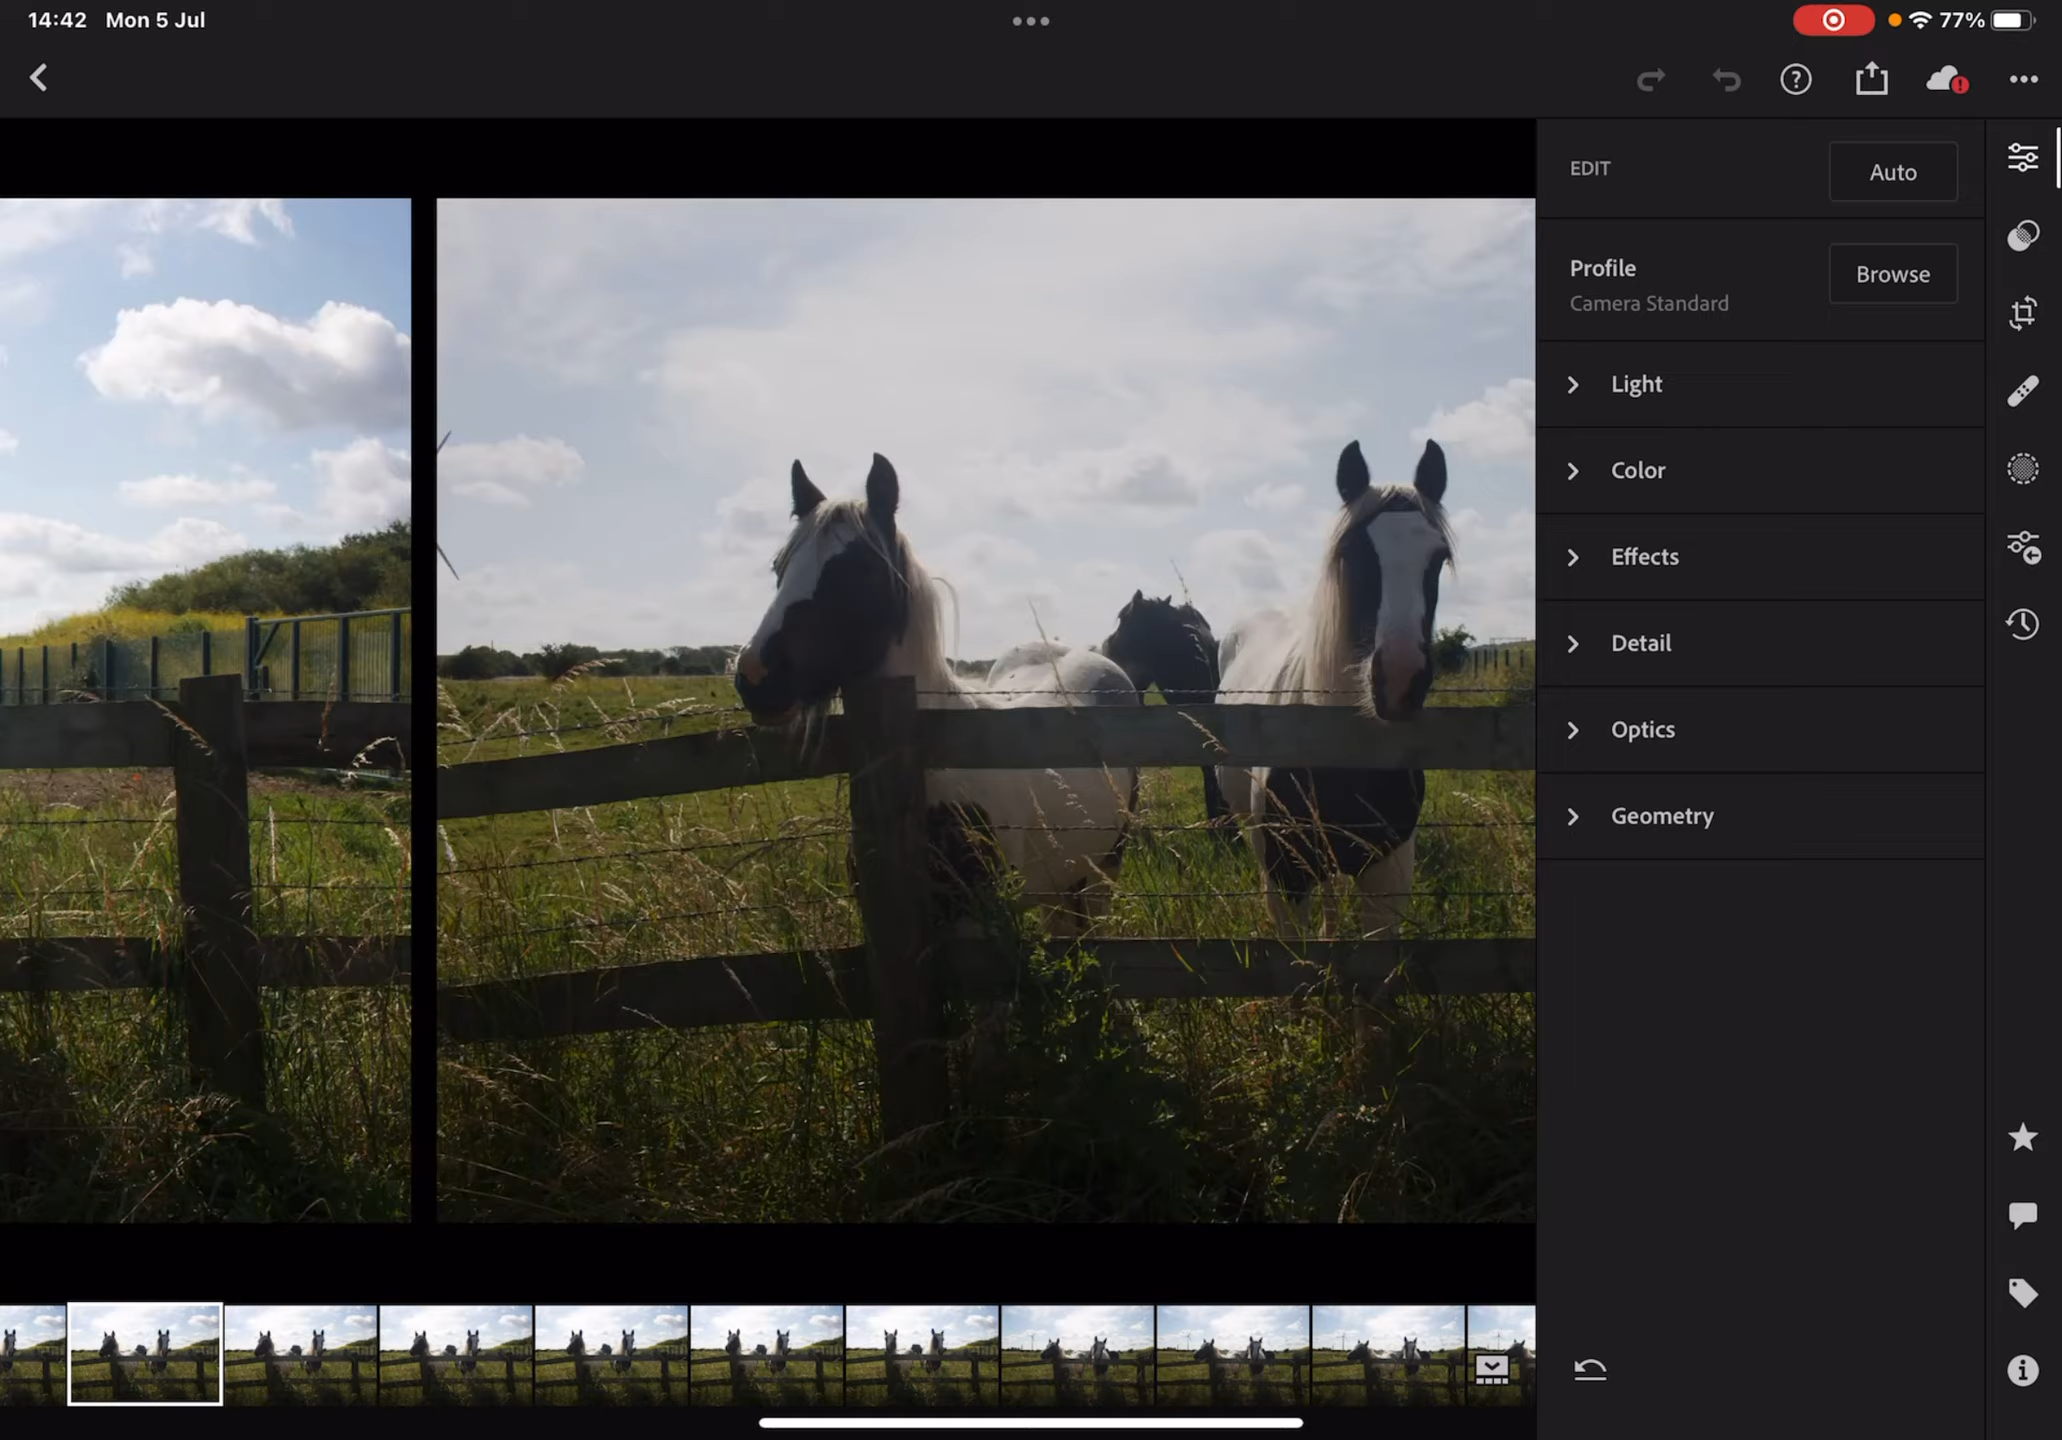 14:42 Mon 5 Jul
77%
EDIT
Auto
Profile
Camera Standard
Browse
Light
Color
Effects
Detail
Optics
Geometry